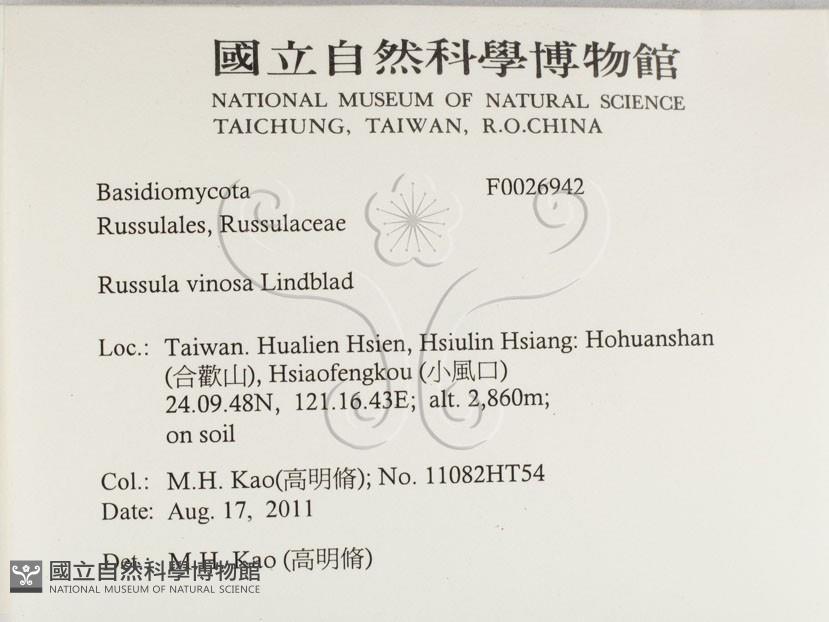 國立自然科學博物館
NATIONAL MUSEUM OF NATURAL SCIENCE
TAICHUNG, TAIWAN, R.O.CHINA
Basidiomycota F0026942
Russulales, Russulaceae
Russula vinosa Lindblad
Loc.: Taiwan. Hualien Hsien, Hsiulin Hsiang: Hohuanshan
(合歡山), Hsiaofengkou (小風口)
24.09.48N, 121.16.43E; alt. 2,860m;
on soil
Col.: M.H. Kao(高明脩); No. 11082HT54
Date: Aug. 17, 2011
Det.: M.H. Kao (高明脩)
國立自然科學博物館
NATIONAL MUSEUM OF NATURAL SCIENCE